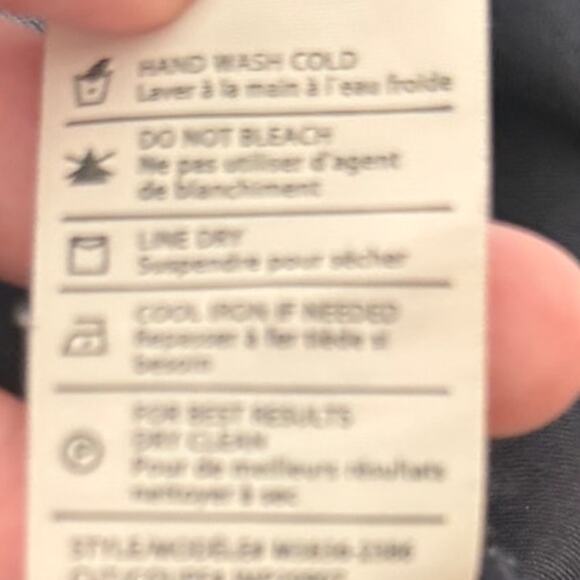 HAND WASH COLD
Laver à la main à l'eau froide
DO NOT BLEACH
Ne pas utiliser d'agent
de blanchiment
LINE DRY
Suspendre pour sécher
COOL IRON IF NEEDED
Repasser à fer tiède si
besoin
FOR BEST RESULTS
DRY CLEAN
Pour de meilleurs résultats
nettoyer à sec
STYLE/MODÈLE#